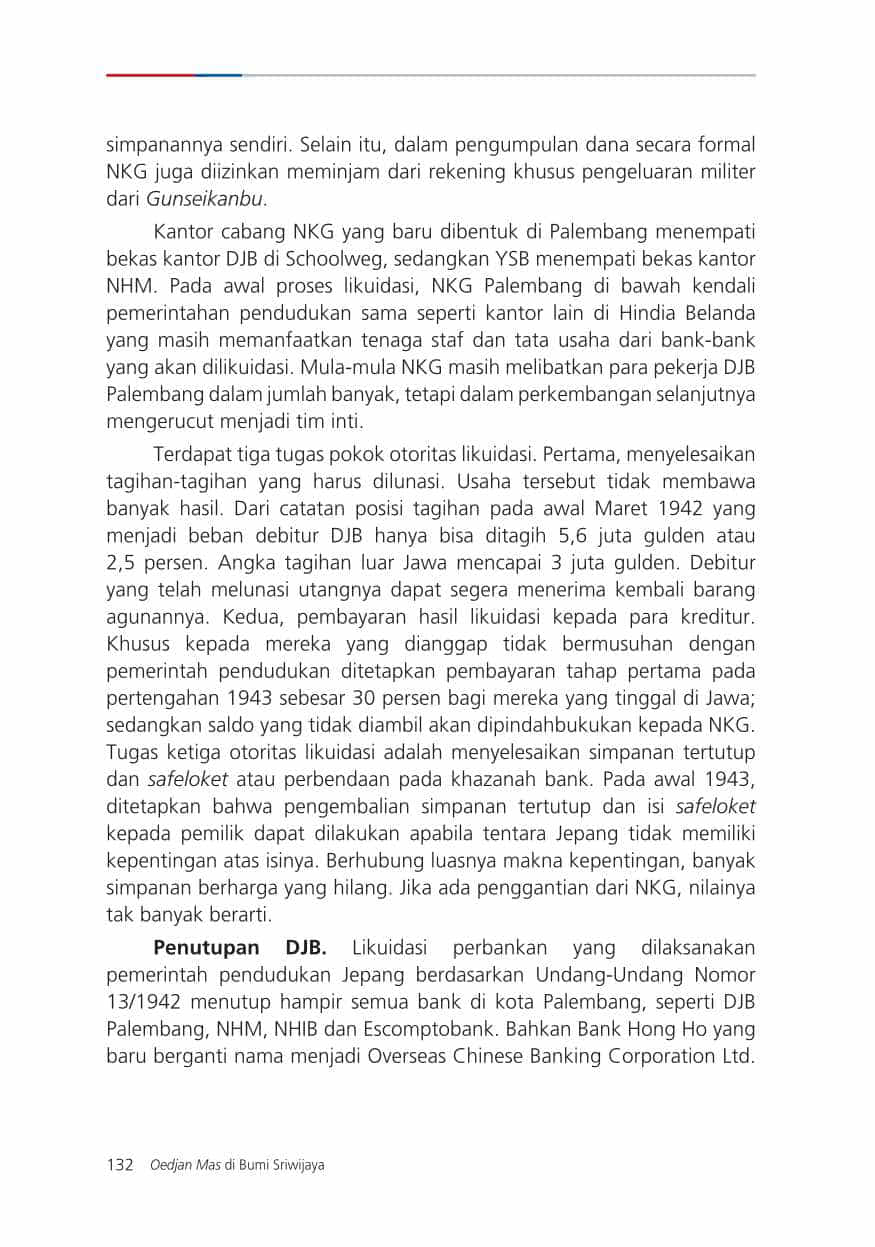 simpanannya sendiri. Selain itu, dalam pengumpulan dana secara formal
NKG juga diizinkan meminjam dari rekening khusus pengeluaran militer
dari Gunseikanbu.
Kantor cabang NKG yang baru dibentuk di Palembang menempati
bekas kantor DJB di Schoolweg, sedangkan YSB menempati bekas kantor
NHM. Pada awal proses likuidasi, NKG Palembang di bawah kendali
pemerintahan pendudukan sama seperti kantor lain di Hindia Belanda
yang masih memanfaatkan tenaga staf dan tata usaha dari bank-bank
yang akan dilikuidasi. Mula-mula NKG masih melibatkan para pekerja DJB
Palembang dalam jumlah banyak, tetapi dalam perkembangan selanjutnya
mengerucut menjadi tim inti.
Terdapat tiga tugas pokok otoritas likuidasi. Pertama, menyelesaikan
tagihan-tagihan yang harus dilunasi. Usaha tersebut tidak membawa
banyak hasil. Dari catatan posisi tagihan pada awal Maret 1942 yang
menjadi beban debitur DJB hanya bisa ditagih 5,6 juta gulden atau
2,5 persen. Angka tagihan luar Jawa mencapai 3 juta gulden. Debitur
yang telah melunasi utangnya dapat segera menerima kembali barang
agunannya. Kedua, pembayaran hasil likuidasi kepada para kreditur.
Khusus kepada mereka yang dianggap tidak bermusuhan dengan
pemerintah pendudukan ditetapkan pembayaran tahap pertama pada
pertengahan 1943 sebesar 30 persen bagi mereka yang tinggal di Jawa;
sedangkan saldo yang tidak diambil akan dipindahbukukan kepada NKG.
Tugas ketiga otoritas likuidasi adalah menyelesaikan simpanan tertutup
dan safeloket atau perbendaan pada khazanah bank. Pada awal 1943,
ditetapkan bahwa pengembalian simpanan tertutup dan isi safeloket
kepada pemilik dapat dilakukan apabila tentara Jepang tidak memiliki
kepentingan atas isinya. Berhubung luasnya makna kepentingan, banyak
simpanan berharga yang hilang. Jika ada penggantian dari NKG, nilainya
tak banyak berarti.
Penutupan DJB. Likuidasi perbankan yang dilaksanakan
pemerintah pendudukan Jepang berdasarkan Undang-Undang Nomor
13/1942 menutup hampir semua bank di kota Palembang, seperti DJB
Palembang, NHM, NHIB dan Escomptobank. Bahkan Bank Hong Ho yang
baru berganti nama menjadi Overseas Chinese Banking Corporation Ltd.
132 Oedjan Mas di Bumi Sriwijaya